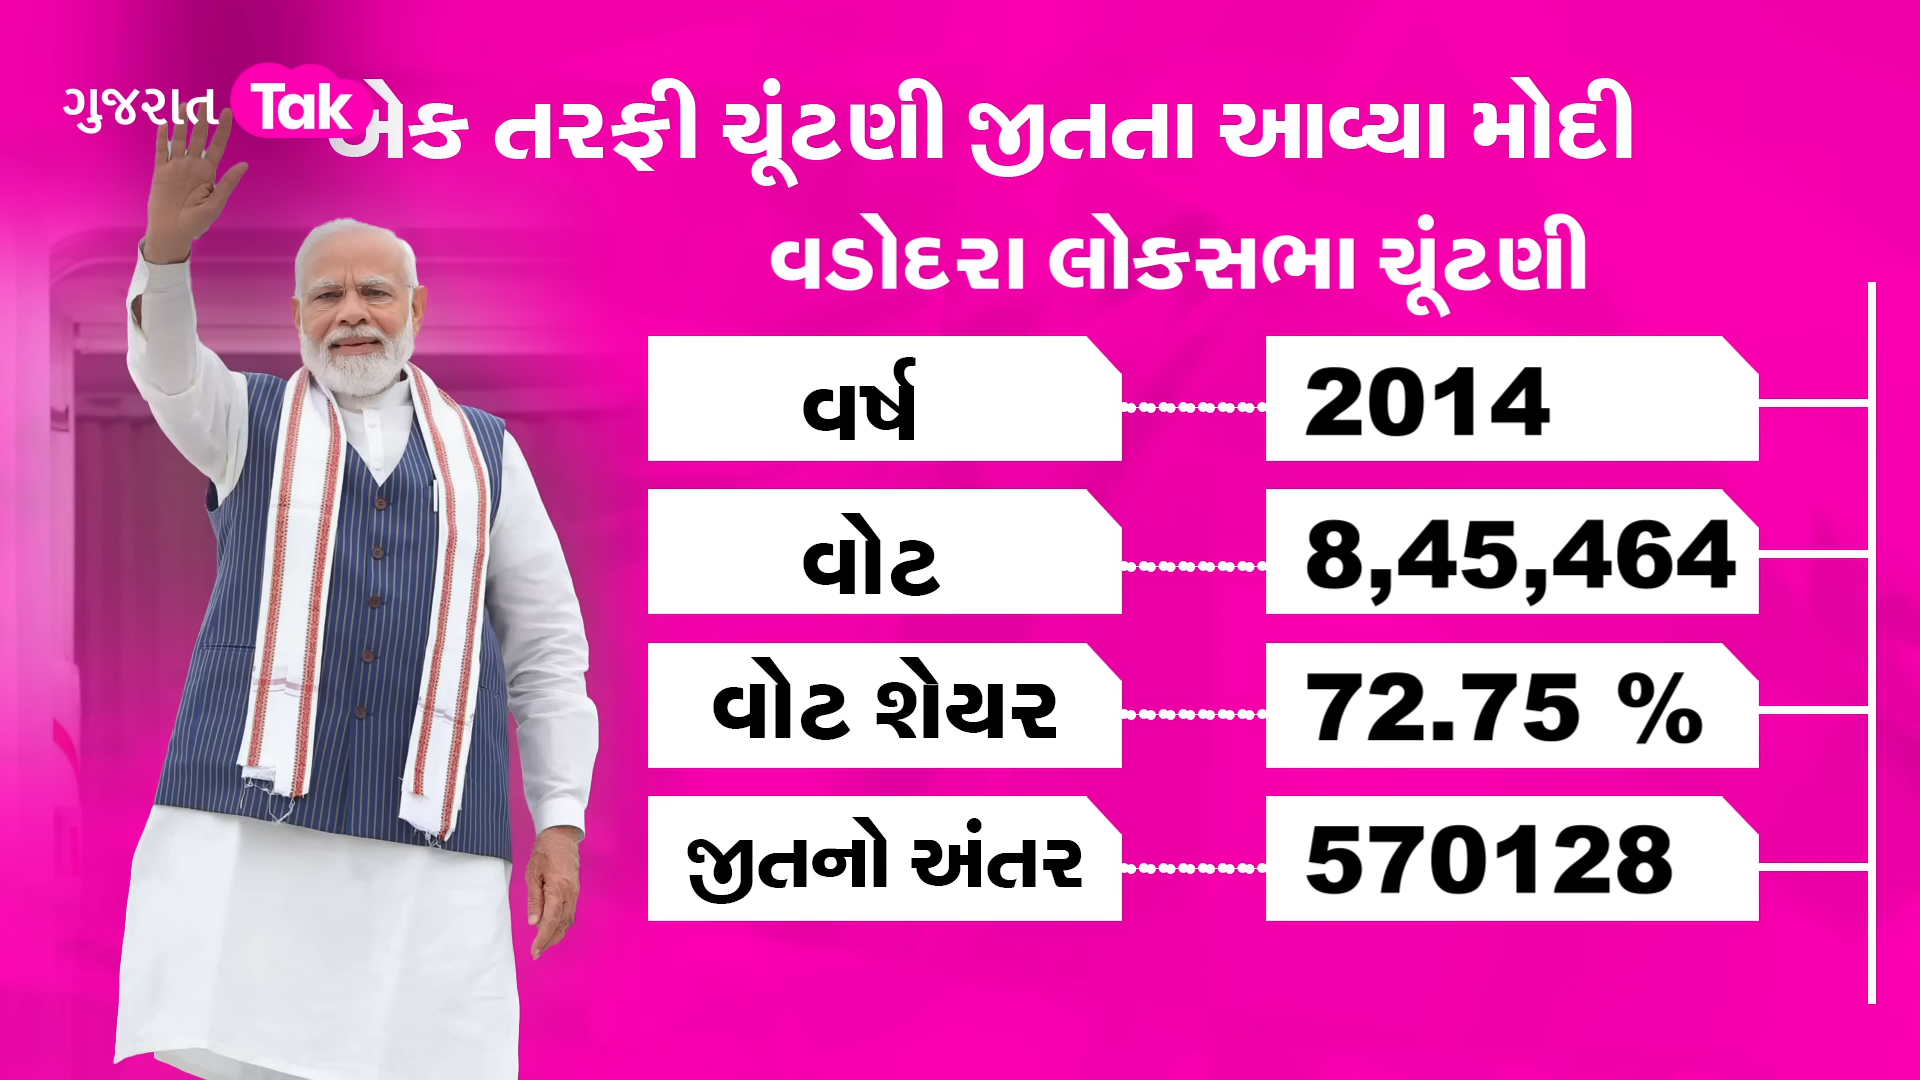 ગુજરાત Tak
એક તરફી ચૂંટણી જીતતા આવ્યા મોદી
વડોદરા લોકસભા ચૂંટણી
વર્ષ 2014
વોટ 8,45,464
વોટ શેયર 72.75 %
જીતનો અંતર 570128